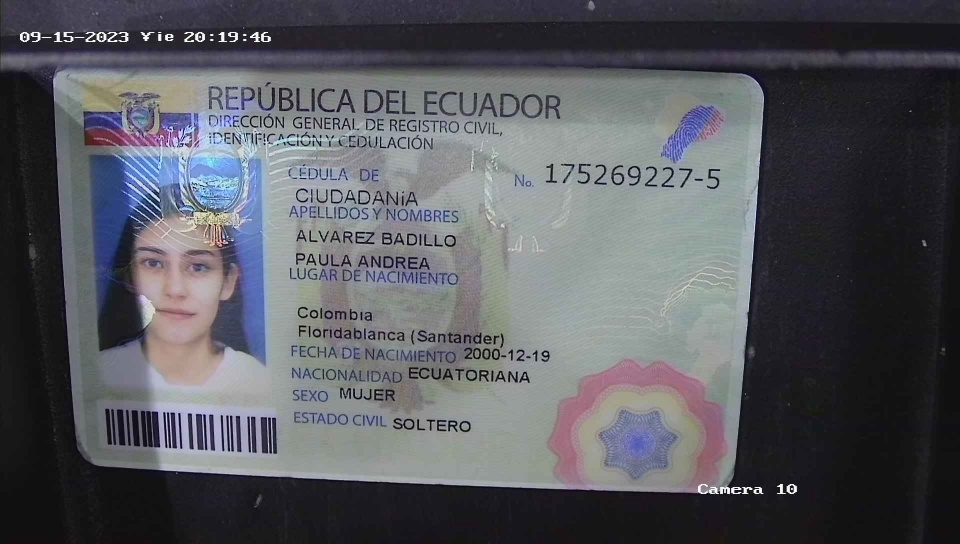 09-15-2023 Vie 20:19:46
REPÚBLICA DEL ECUADOR
DIRECCIÓN GENERAL DE REGISTRO CIVIL,
IDENTIFICACIÓN Y CEDULACIÓN
CÉDULA DE
No. 175269227-5
CIUDADANíA
APELLIDOS Y NOMBRES
ALVAREZ BADILLO
PAULA ANDREA
LUGAR DE NACIMIENTO
Colombia
Floridablanca (Santander)
FECHA DE NACIMIENTO 2000-12-19
NACIONALIDAD ECUATORIANA
SEXO MUJER
ESTADO CIVIL SOLTERO
Camera 10